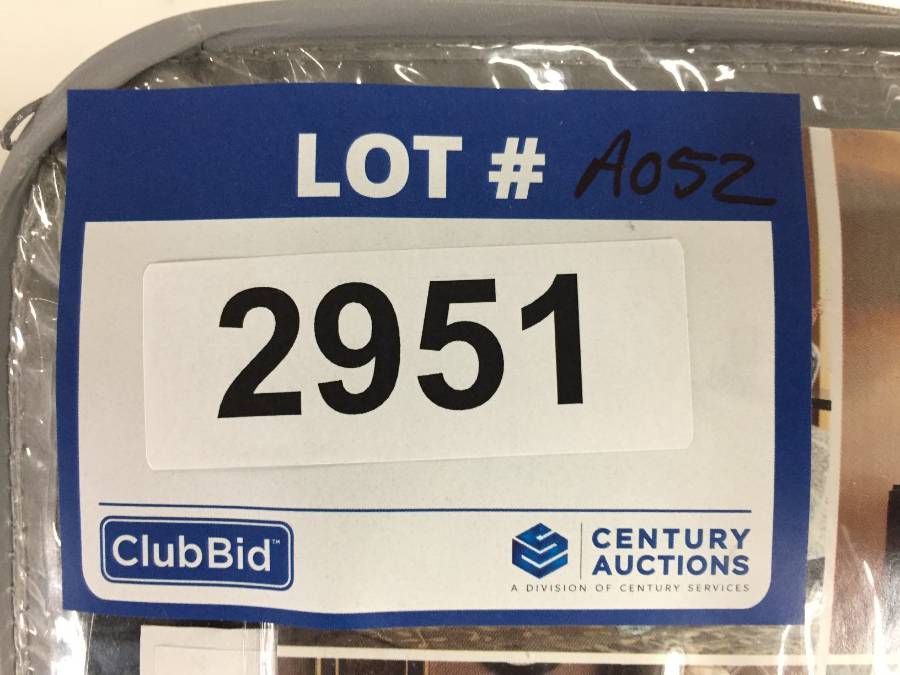 LOT # A052
2951
ClubBid™
CENTURY
AUCTIONS
A DIVISION OF CENTURY SERVICES